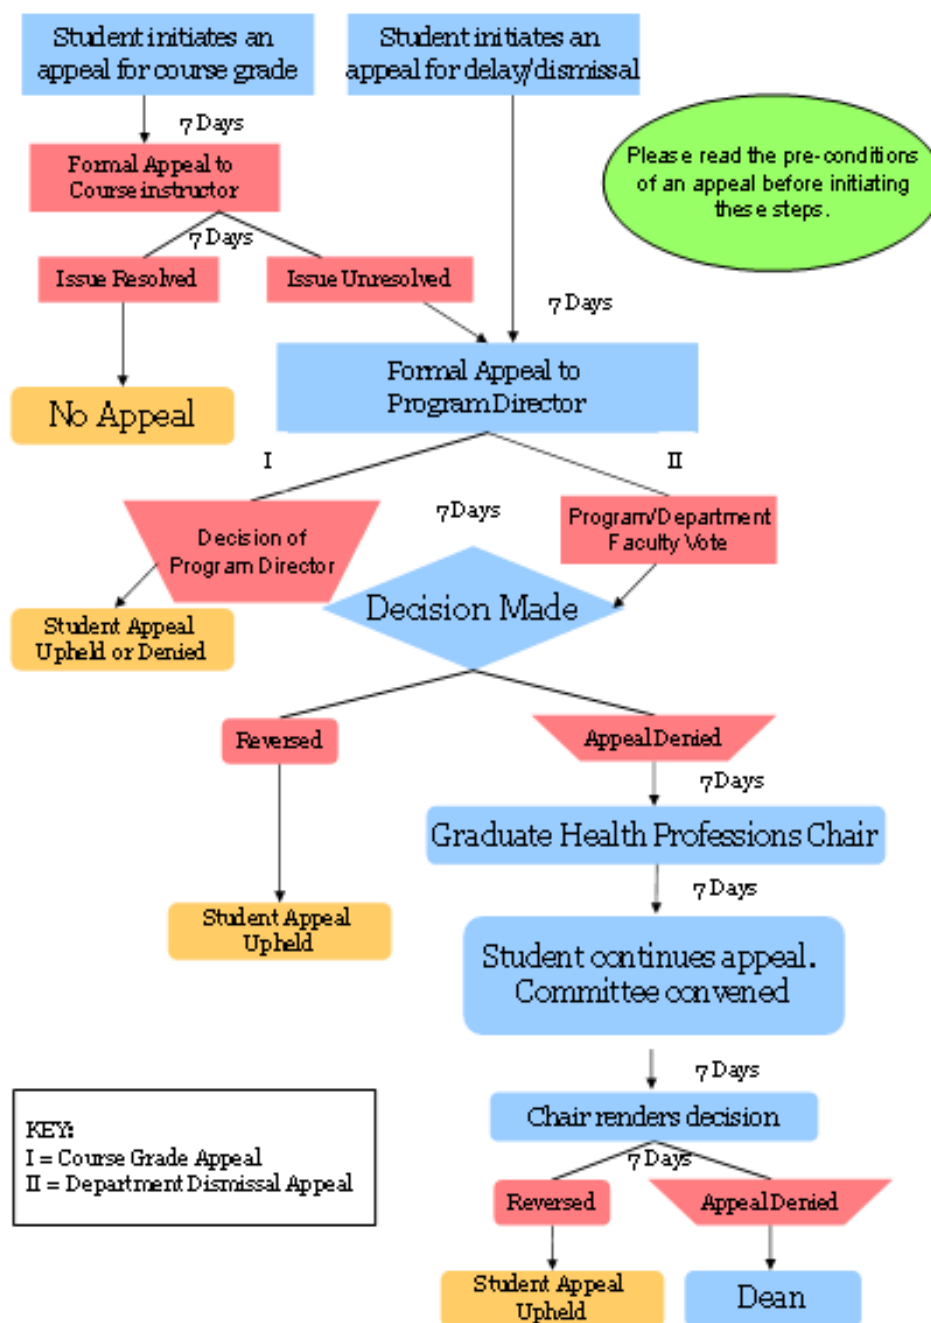 Student initiates an
appeal for course grade
Student initiates an
appeal for delay/dismissal
7 Days
Please read the pre-conditions
of an appeal before initiating
these steps.
Formal Appeal to
Course instructor
7 Days
Issue Resolved
Issue Unresolved
7 Days
No Appeal
Formal Appeal to
Program Director
I
II
7 Days
Decision of
Program Director
Program/Department
Faculty Vote
Decision Made
Student Appeal
Upheld or Denied
Reversed
Appeal Denied
7 Days
Graduate Health Professions Chair
7 Days
Student Appeal
Upheld
Student continues appeal.
Committee convened
7 Days
Chair renders decision
KEY:
I = Course Grade Appeal
II = Department Dismissal Appeal
7 Days
Reversed
Appeal Denied
Student Appeal
Upheld
Dean